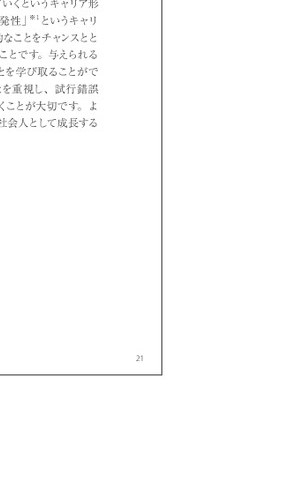 いくというキャリア形
発性」※1というキャリ
的なことをチャンスとと
ことです。与えられる
とを学び取ることがで
を重視し、試行錯誤
くことが大切です。よ
社会人として成長する
21